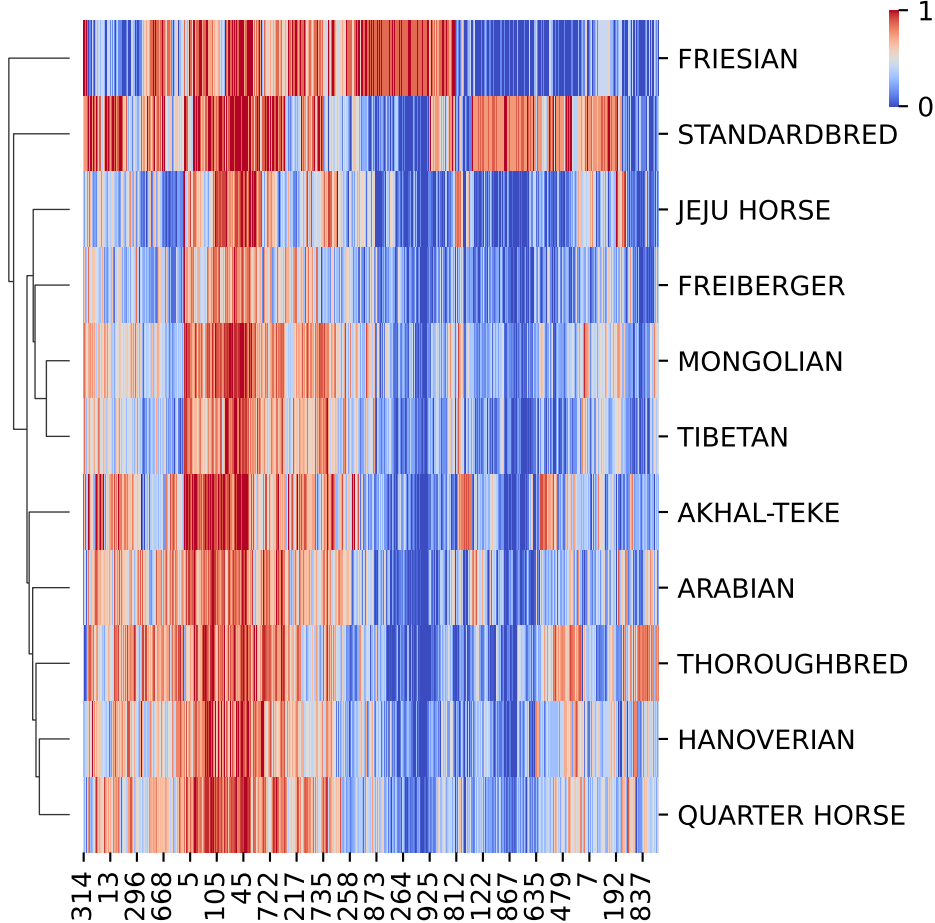 1
0
FRIESIAN
STANDARDBRED
JEJU HORSE
FREIBERGER
MONGOLIAN
TIBETAN
AKHAL-TEKE
ARABIAN
THOROUGHBRED
HANOVERIAN
QUARTER HORSE
314
13
296
668
5
105
45
722
217
735
258
873
264
925
812
122
867
635
479
7
192
837